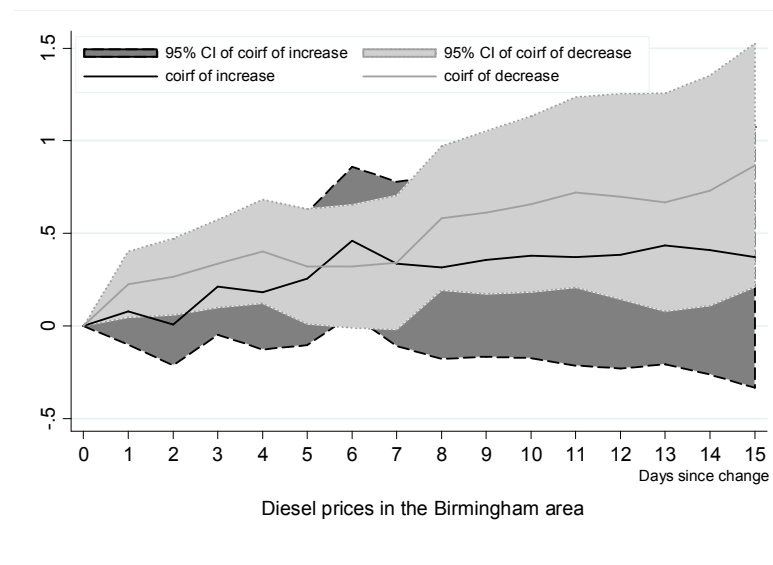 95% CI of coirf of increase 95% CI of coirf of decrease
coirf of increase coirf of decrease
1.5
1
.5
0
-.5
0 1 2 3 4 5 6 7 8 9 10 11 12 13 14 15
Days since change
Diesel prices in the Birmingham area